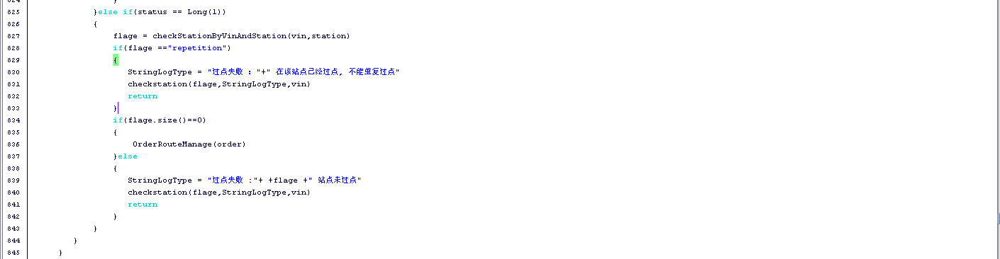 824 }
825 }else if(status == Long(1))
826 {
827 flage = checkStationByVinAndStation(vin,station)
828 if(flage =="repetition")
829 {
830 StringLogType = "过点失败 : "+" 在该站点已经过点, 不能重复过点"
831 checkstation(flage,StringLogType,vin)
832 return
833 }
834 if(flage.size()==0)
835 {
836 OrderRouteManage(order)
837 }else
838 {
839 StringLogType = "过点失败 :"+ +flage +" 站点未过点"
840 checkstation(flage,StringLogType,vin)
841 return
842 }
843 }
844 }
845 }